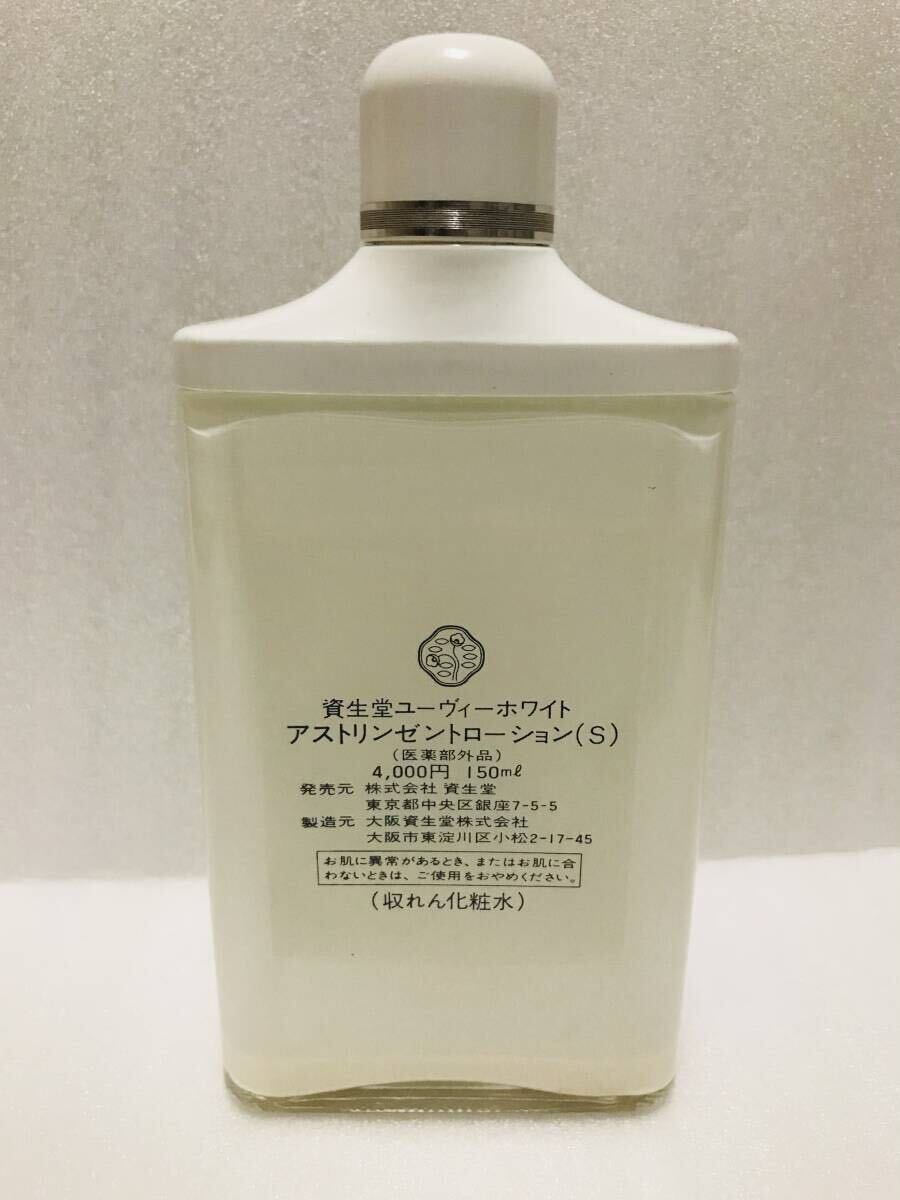 資生堂ユーヴィーホワイト
アストリンゼントローション(S)
(医薬部外品)
4,000円 150mℓ
発売元 株式会社 資生堂
東京都中央区銀座7-5-5
製造元 大阪資生堂株式会社
大阪市東淀川区小松2-17-45
お肌に異常があるとき、またはお肌に合
わないときは、ご使用をおやめください。
(収れん化粧水)